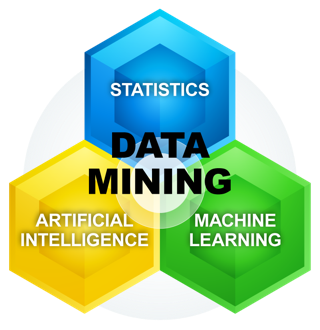 STATISTICS
DATA
MINING
ARTIFICIAL
INTELLIGENCE
MACHINE
LEARNING